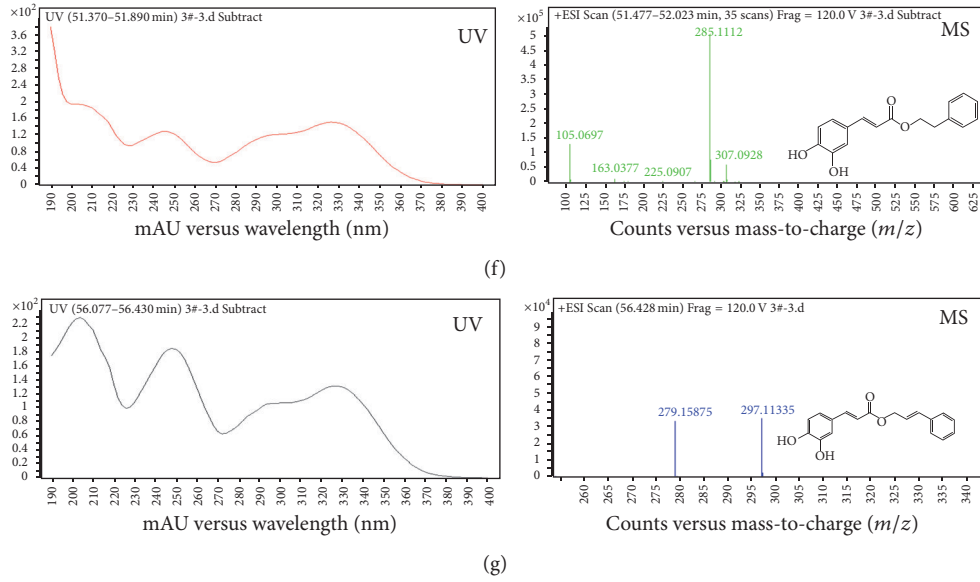 UV (51.370–51.890 min) 3#-3.d Subtract
×10²
UV
3.6
3.2
2.8
2.4
2
1.6
1.2
0.8
0.4
0
190 200 210 220 230 240 250 260 270 280 290 300 310 320 330 340 350 360 370 380 390 400
mAU versus wavelength (nm)
+ESI Scan (51.477–52.023 min, 35 scans) Frag = 120.0 V 3#-3.d Subtract
×10⁵
MS
285.1112
5
4.5
4
3.5
3
2.5
2
1.5
1
0.5
0
105.0697
163.0377
225.0907
307.0928
O
O
HO
OH
100 125 150 175 200 225 250 275 300 325 350 375 400 425 450 475 500 525 550 575 600 625
Counts versus mass-to-charge (m/z)
(f)
UV (56.077–56.430 min) 3#-3.d Subtract
×10²
UV
2.2
2
1.8
1.6
1.4
1.2
1
0.8
0.6
0.4
0.2
0
190 200 210 220 230 240 250 260 270 280 290 300 310 320 330 340 350 360 370 380 390 400
mAU versus wavelength (nm)
+ESI Scan (56.428 min) Frag = 120.0 V 3#-3.d
×10⁴
MS
9
8
7
6
5
4
3
2
1
0
279.15875
297.11335
O
O
HO
OH
260 265 270 275 280 285 290 295 300 305 310 315 320 325 330 335 340
Counts versus mass-to-charge (m/z)
(g)